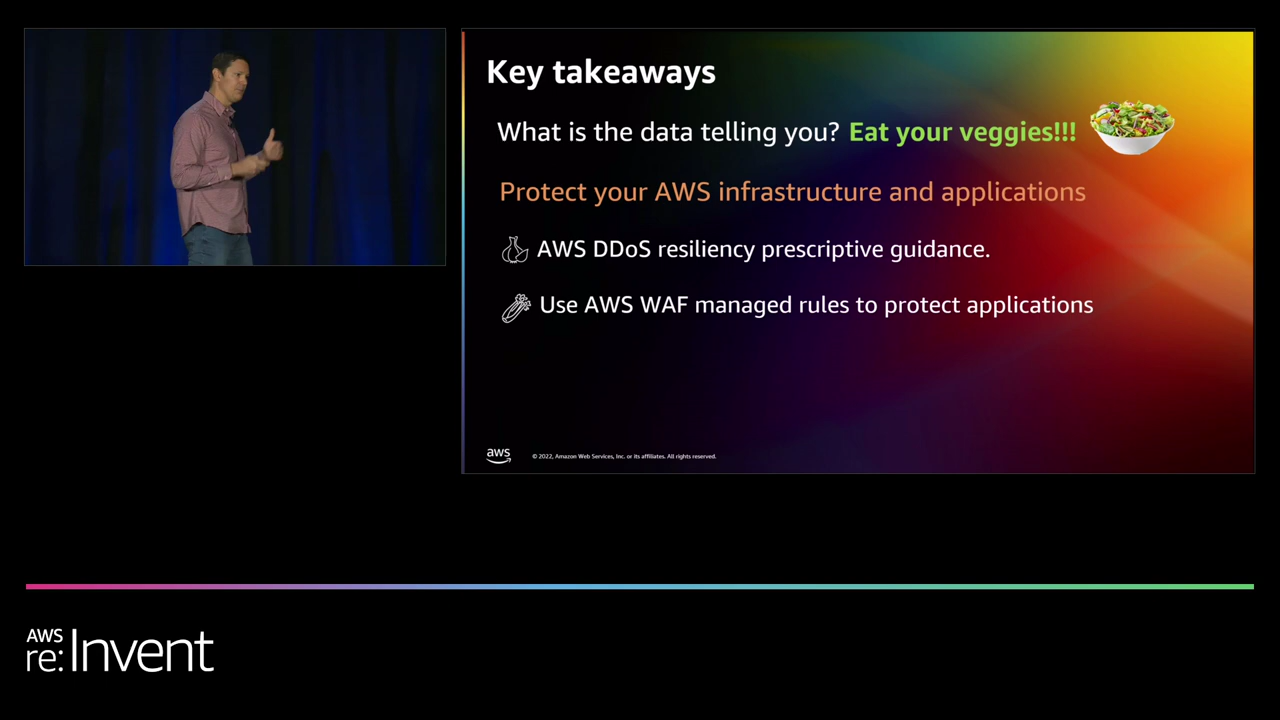 Key takeaways
What is the data telling you? Eat your veggies!!!
Protect your AWS infrastructure and applications
AWS DDoS resiliency prescriptive guidance.
Use AWS WAF managed rules to protect applications
aws
© 2022, Amazon Web Services, Inc. or its affiliates. All rights reserved.
AWS
re:Invent